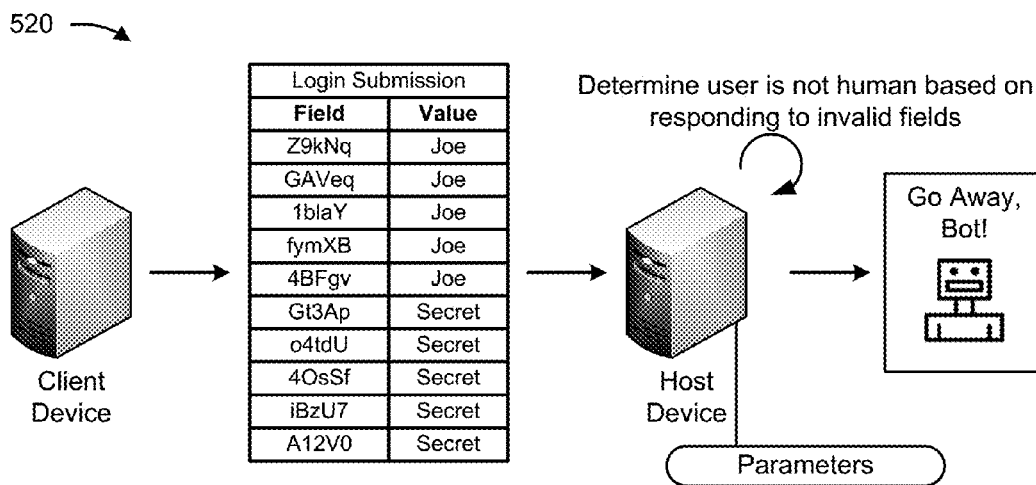 520
Login Submission
Field Value
Z9kNq Joe
GAVeq Joe
1blaY Joe
fymXB Joe
4BFgv Joe
Gt3Ap Secret
o4tdU Secret
4OsSf Secret
iBzU7 Secret
A12V0 Secret
Client
Device
Determine user is not human based on
responding to invalid fields
Host
Device
Parameters
Go Away,
Bot!